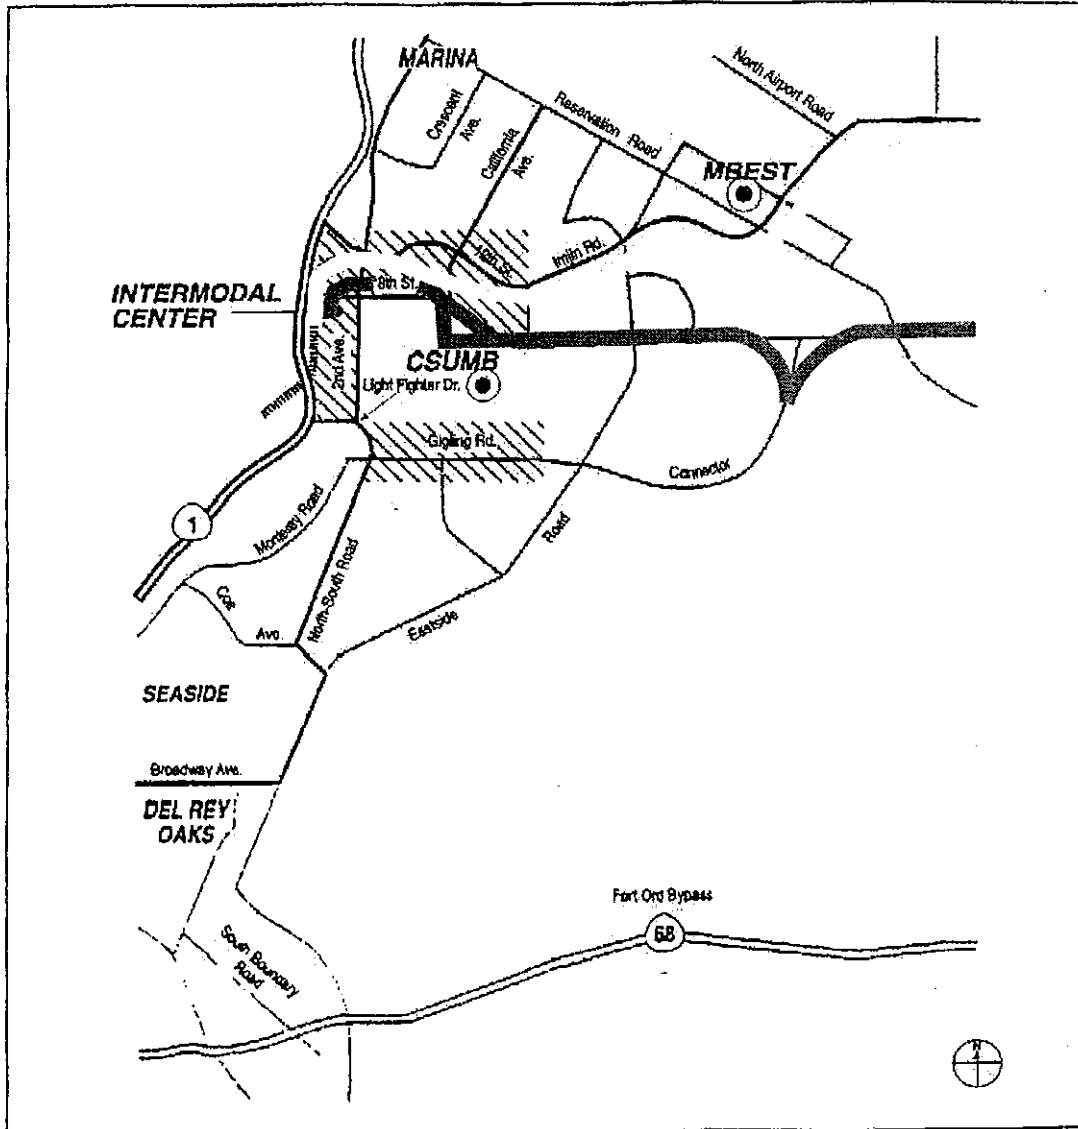 MARINA
North Airport Road
Crescent
Ave.
California
Ave.
Reservation Road
MBEST
12th St.
Imjin Rd.
8th St.
INTERMODAL
CENTER
2nd Ave.
CSUMB
Light Fighter Dr.
Gigling Rd.
Connector
1
Monterey Road
North-South Road
Road
Coe
Ave.
Eastside
SEASIDE
Broadway Ave.
DEL REY
OAKS
Fort Ord Bypass
68
South Boundary
Road
N